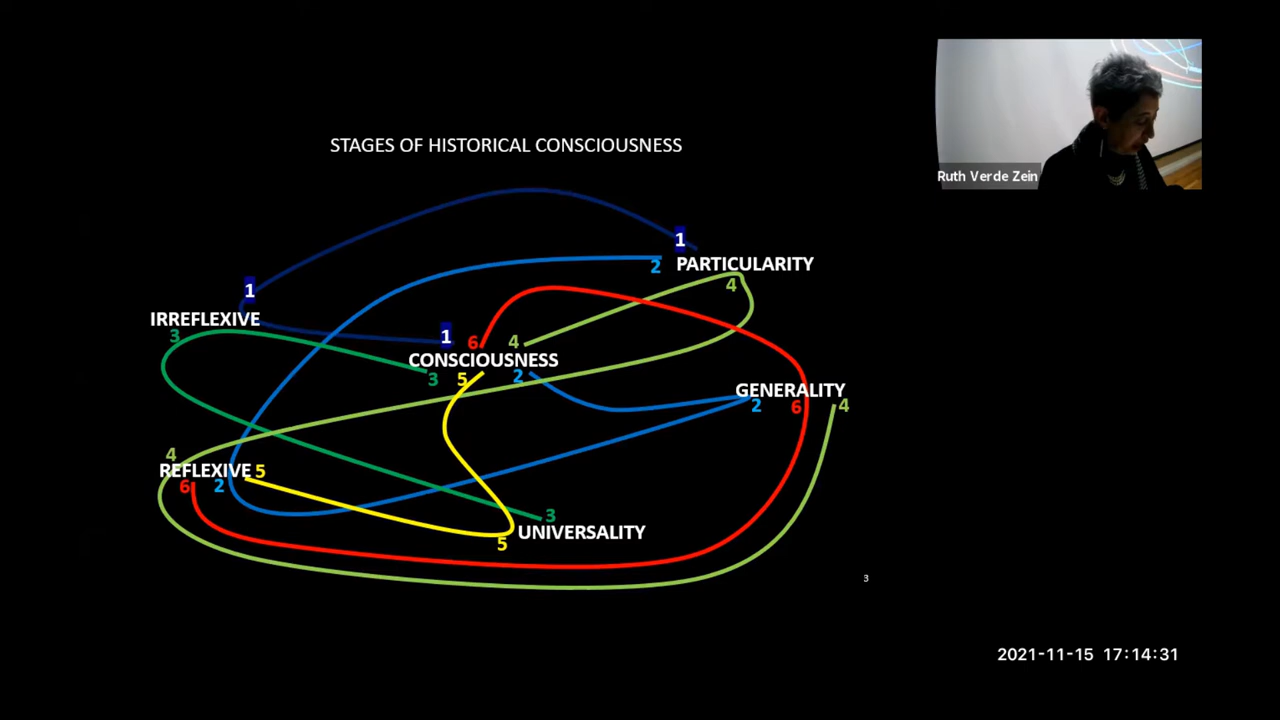 STAGES OF HISTORICAL CONSCIOUSNESS
Ruth Verde Zein
1
PARTICULARITY
2
4
1
IRREFLEXIVE
3
1
6
4
CONSCIOUSNESS
3
5
2
GENERALITY
2
6
4
4
REFLEXIVE
5
6
2
3
UNIVERSALITY
5
3
2021-11-15 17:14:31